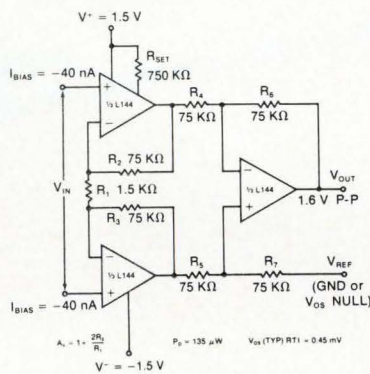 V⁺ = 1.5 V
I_BIAS = –40 nA
R_SET
750 KΩ
+
–
⅓ L144
R₄
75 KΩ
R₆
75 KΩ
R₂ 75 KΩ
V_IN
R₁ 1.5 KΩ
R₃ 75 KΩ
–
+
⅓ L144
V_OUT
1.6 V P-P
–
+
⅓ L144
R₅
75 KΩ
R₇
75 KΩ
V_REF
(GND or
V_OS NULL)
I_BIAS = –40 nA
A_V = 1+ 2R₂/R₁
P_D = 135 µW
V_OS (TYP) RTI = 0.45 mV
V⁻ = –1.5 V